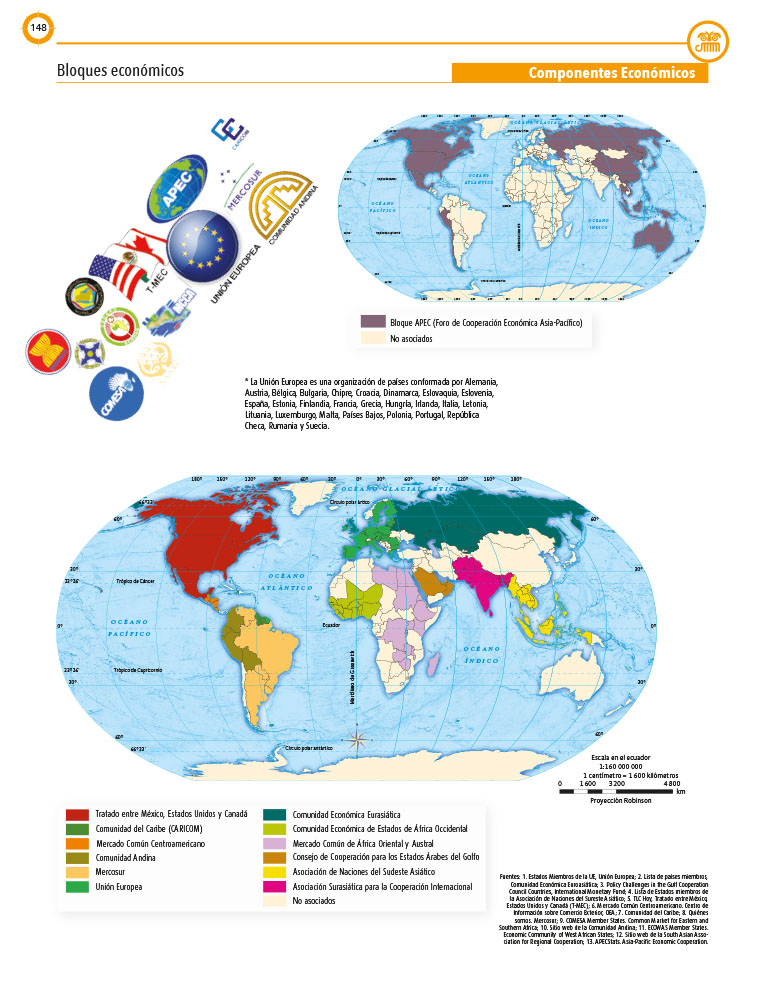 148
Bloques económicos
Componentes Económicos
CARICOM
APEC
MERCOSUR
COMUNIDAD ANDINA
UNIÓN EUROPEA
T-MEC
COMESA
OCÉANO GLACIAL ÁRTICO
OCÉANO
ATLÁNTICO
OCÉANO
PACÍFICO
OCÉANO
ÍNDICO
Bloque APEC (Foro de Cooperación Económica Asia-Pacífico)
No asociados
* La Unión Europea es una organización de países conformada por Alemania,
Austria, Bélgica, Bulgaria, Chipre, Croacia, Dinamarca, Eslovaquia, Eslovenia,
España, Estonia, Finlandia, Francia, Grecia, Hungría, Irlanda, Italia, Letonia,
Lituania, Luxemburgo, Malta, Países Bajos, Polonia, Portugal, República
Checa, Rumania y Suecia.
180° 150° 120° 90° 0° 30° 60° 90° 120° 150° 180°
OCÉANO GLACIAL ÁRTICO
66°33' Círculo polar ártico
60° 60°
30° 30°
23°26' Trópico de Cáncer
OCÉANO
ATLÁNTICO
OCÉANO
PACÍFICO
0° Ecuador 0°
OCÉANO
ÍNDICO
Meridiano de Greenwich
23°26' Trópico de Capricornio
30° 30°
60° 60°
66°33' Círculo polar antártico
Escala en el ecuador
1:160 000 000
1 centímetro = 1 600 kilómetros
0 1 600 3 200 4 800
km
Proyección Robinson
Tratado entre México, Estados Unidos y Canadá
Comunidad del Caribe (CARICOM)
Mercado Común Centroamericano
Comunidad Andina
Mercosur
Unión Europea
Comunidad Económica Eurasiática
Comunidad Económica de Estados de África Occidental
Mercado Común de África Oriental y Austral
Consejo de Cooperación para los Estados Árabes del Golfo
Asociación de Naciones del Sudeste Asiático
Asociación Surasiática para la Cooperación Internacional
No asociados
Fuentes: 1. Estados Miembros de la UE, Unión Europea; 2. Lista de países miembros,
Comunidad Económica Euroasiática; 3. Policy Challenges in the Gulf Cooperation
Council Countries, International Monetary Fund; 4. Lista de Estados miembros de
la Asociación de Naciones del Sureste Asiático; 5. TLC Hoy, Tratado entre México,
Estados Unidos y Canadá (T-MEC); 6. Mercado Común Centroamericano. Centro de
Información sobre Comercio Exterior, OEA; 7. Comunidad del Caribe; 8. Quiénes
somos. Mercosur; 9. COMESA Member States. Common Market for Eastern and
Southern Africa; 10. Sitio web de la Comunidad Andina; 11. ECOWAS Member States.
Economic Community of West African States; 12. Sitio web de la South Asian Asso-
ciation for Regional Cooperation; 13. APECStats. Asia-Pacific Economic Cooperation.